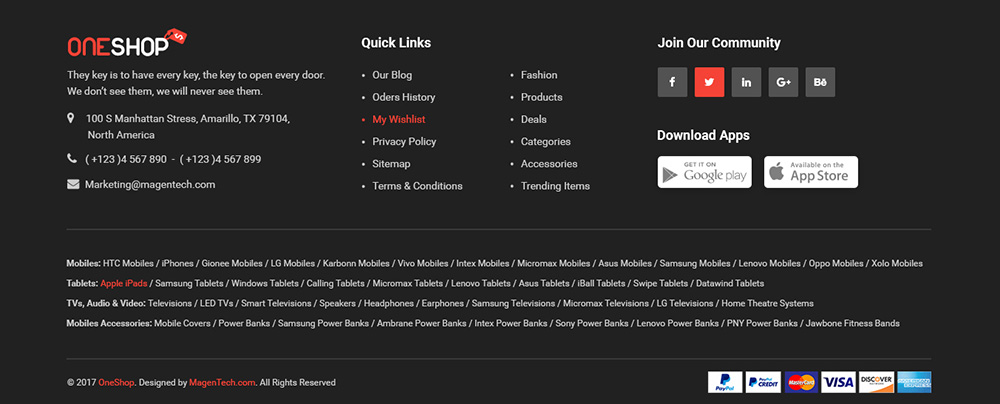 ONESHOP
They key is to have every key, the key to open every door.
We don't see them, we will never see them.
100 S Manhattan Stress, Amarillo, TX 79104,
North America
( +123 )4 567 890 - ( +123 )4 567 899
Marketing@magentech.com
Quick Links
Our Blog
Oders History
My Wishlist
Privacy Policy
Sitemap
Terms & Conditions
Fashion
Products
Deals
Categories
Accessories
Trending Items
Join Our Community
f
in
G+
Bē
Download Apps
GET IT ON
Google play
Available on the
App Store
Mobiles: HTC Mobiles / iPhones / Gionee Mobiles / LG Mobiles / Karbonn Mobiles / Vivo Mobiles / Intex Mobiles / Micromax Mobiles / Asus Mobiles / Samsung Mobiles / Lenovo Mobiles / Oppo Mobiles / Xolo Mobiles
Tablets: Apple iPads / Samsung Tablets / Windows Tablets / Calling Tablets / Micromax Tablets / Lenovo Tablets / Asus Tablets / iBall Tablets / Swipe Tablets / Datawind Tablets
TVs, Audio & Video: Televisions / LED TVs / Smart Televisions / Speakers / Headphones / Earphones / Samsung Televisions / Micromax Televisions / LG Televisions / Home Theatre Systems
Mobiles Accessories: Mobile Covers / Power Banks / Samsung Power Banks / Ambrane Power Banks / Intex Power Banks / Sony Power Banks / Lenovo Power Banks / PNY Power Banks / Jawbone Fitness Bands
© 2017 OneShop. Designed by MagenTech.com. All Rights Reserved
PayPal
PayPal
CREDIT
MasterCard
VISA
DISCOVER
AMERICAN
EXPRESS